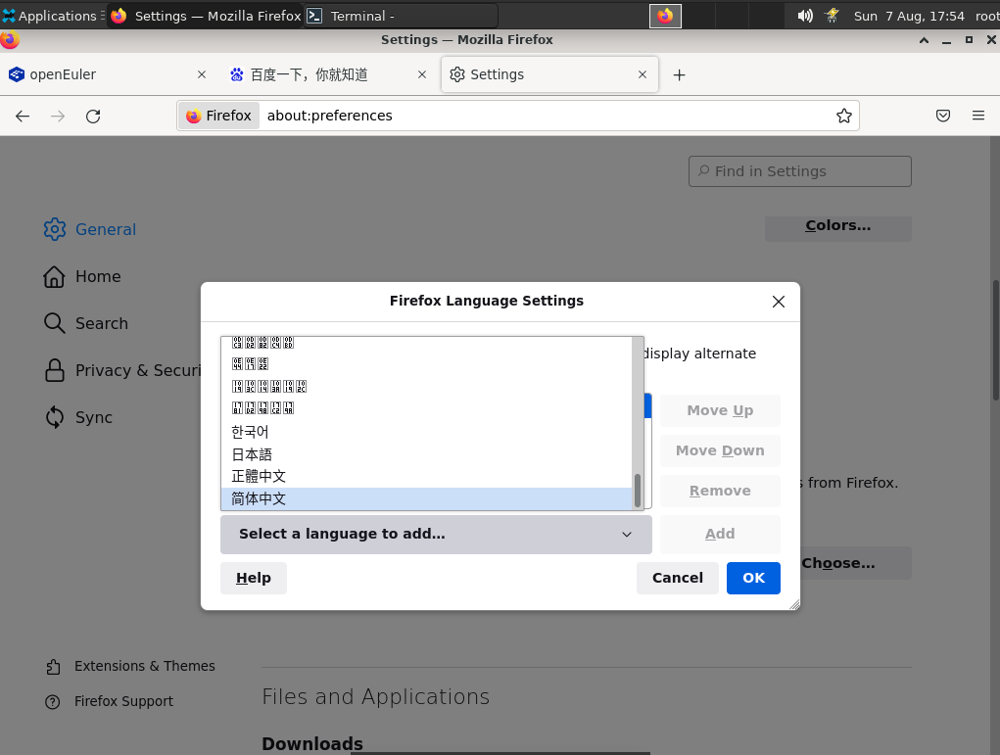 Applications Settings — Mozilla Firefox Terminal - Sun 7 Aug, 17:54 root
Settings — Mozilla Firefox
openEuler 百度一下，你就知道 Settings
Firefox about:preferences
Find in Settings
General
Colors...
Home
Firefox Language Settings
Search
display alternate
Privacy & Securi
Sync
Move Up
한국어
日本語
Move Down
正體中文
s from Firefox.
Remove
简体中文
Select a language to add...
Add
Choose...
Help Cancel OK
Extensions & Themes
Files and Applications
Firefox Support
Downloads